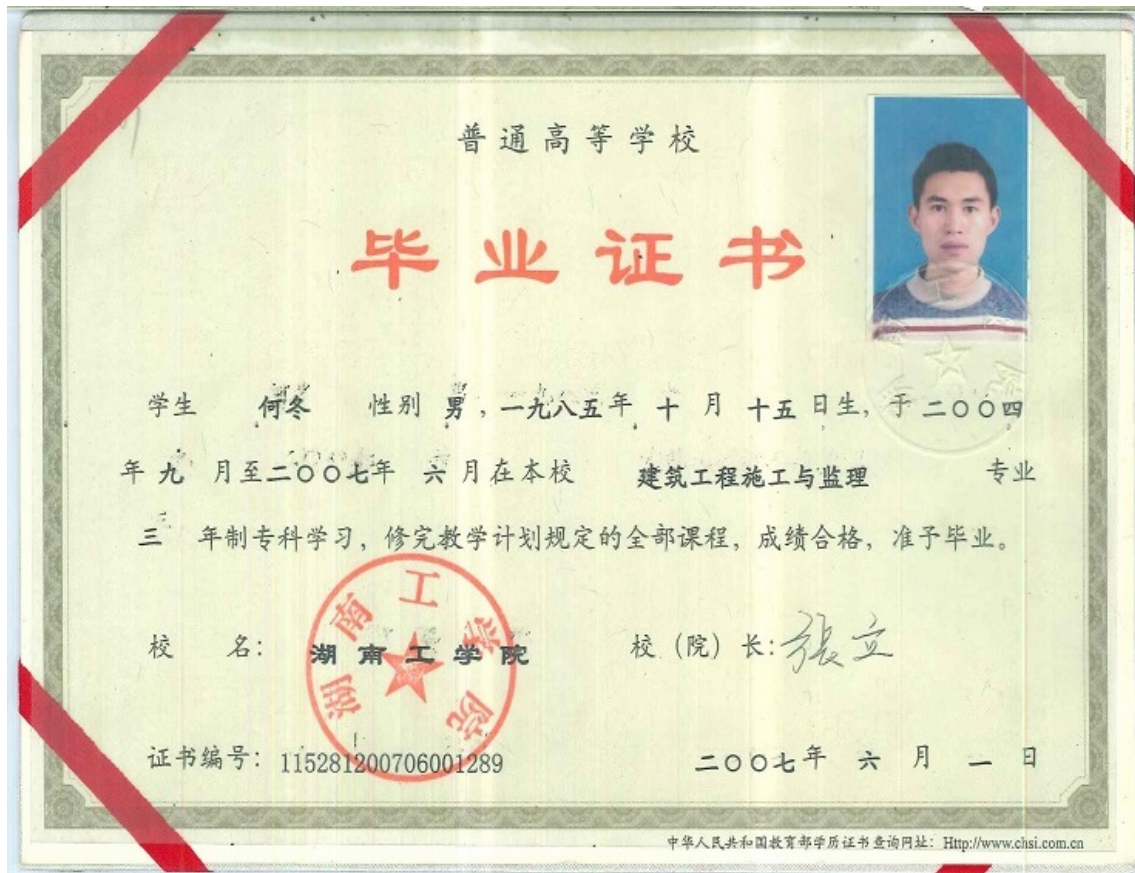 普通高等学校
毕业证书
学生 何冬 性别 男，一九八五年 十 月 十五 日生，于 二〇〇四
年 九 月至二〇〇七年 六 月在本校 建筑工程施工与监理 专业
三 年制专科学习，修完教学计划规定的全部课程，成绩合格，准予毕业。
校 名： 湖南工学院 校（院）长：张立
湖南工学院
证书编号：115281200706001289 二〇〇七年 六 月 一 日
中华人民共和国教育部学历证书查询网址：Http://www.chsi.com.cn